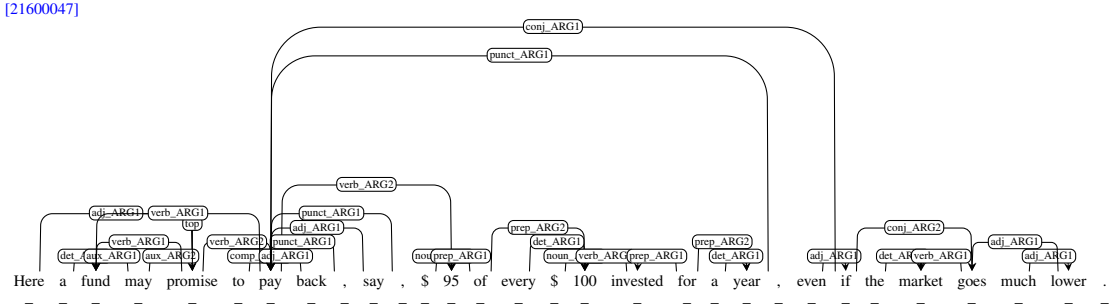 [21600047]
conj_ARG1
punct_ARG1
verb_ARG2
adj_ARG1 verb_ARG1 punct_ARG1
top adj_ARG1 prep_ARG2 conj_ARG2
verb_ARG1 verb_ARG2 punct_ARG1 det_ARG1 prep_ARG2 adj_ARG1
aux_ARG1 aux_ARG2 comp_ adj_ARG1 prep_ARG1 noun_ verb_ARG prep_ARG1 det_ARG1 adj_ARG1 verb_ARG1 adj_ARG1
Here a fund may promise to pay back , say , $ 95 of every $ 100 invested for a year , even if the market goes much lower .
_ _ _ _ _ _ _ _ _ _ _ _ _ _ _ _ _ _ _ _ _ _ _ _ _ _ _ _ _ _